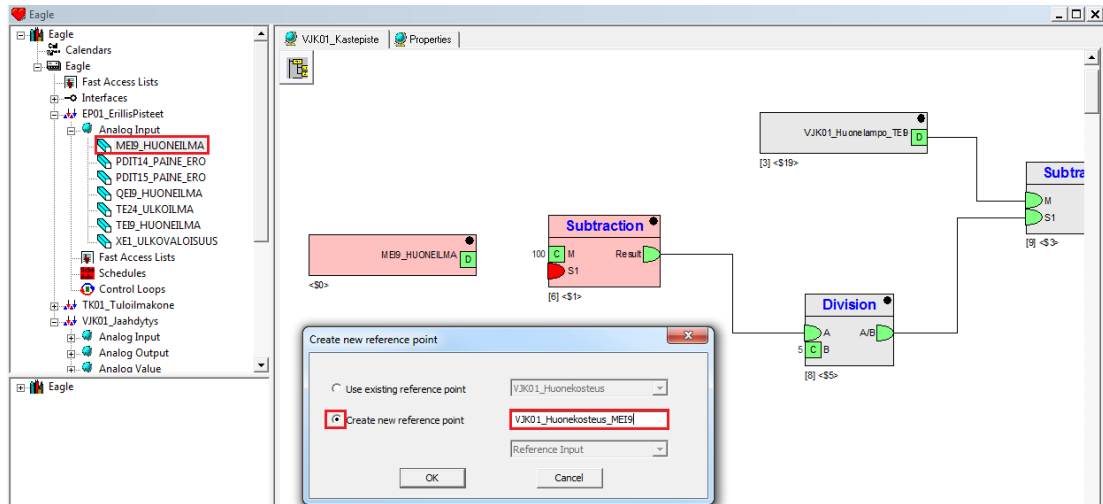 Eagle
Eagle
Calendars
Eagle
Fast Access Lists
Interfaces
EP01_ErillisPisteet
Analog Input
MEI9_HUONEILMA
PDIT14_PAINE_ERO
PDIT15_PAINE_ERO
QEI9_HUONEILMA
TE24_ULKOILMA
TEI9_HUONEILMA
XE1_ULKOVALOISUUS
Fast Access Lists
Schedules
Control Loops
TK01_Tuloilmakone
VJK01_Jaahdytys
Analog Input
Analog Output
Analog Value
Eagle
VJK01_Kastepiste
Properties
VJK01_Huonelampo_TEI9
D
[3] <$19>
Subtra
M
S1
[9] <$3>
MEI9_HUONEILMA
D
<$0>
Subtraction
100 C M Result
S1
[6] <$1>
Division
A A/B
5 C B
[8] <$5>
Create new reference point
Use existing reference point VJK01_Huonekosteus
Create new reference point VJK01_Huonekosteus_MEI9
Reference Input
OK Cancel